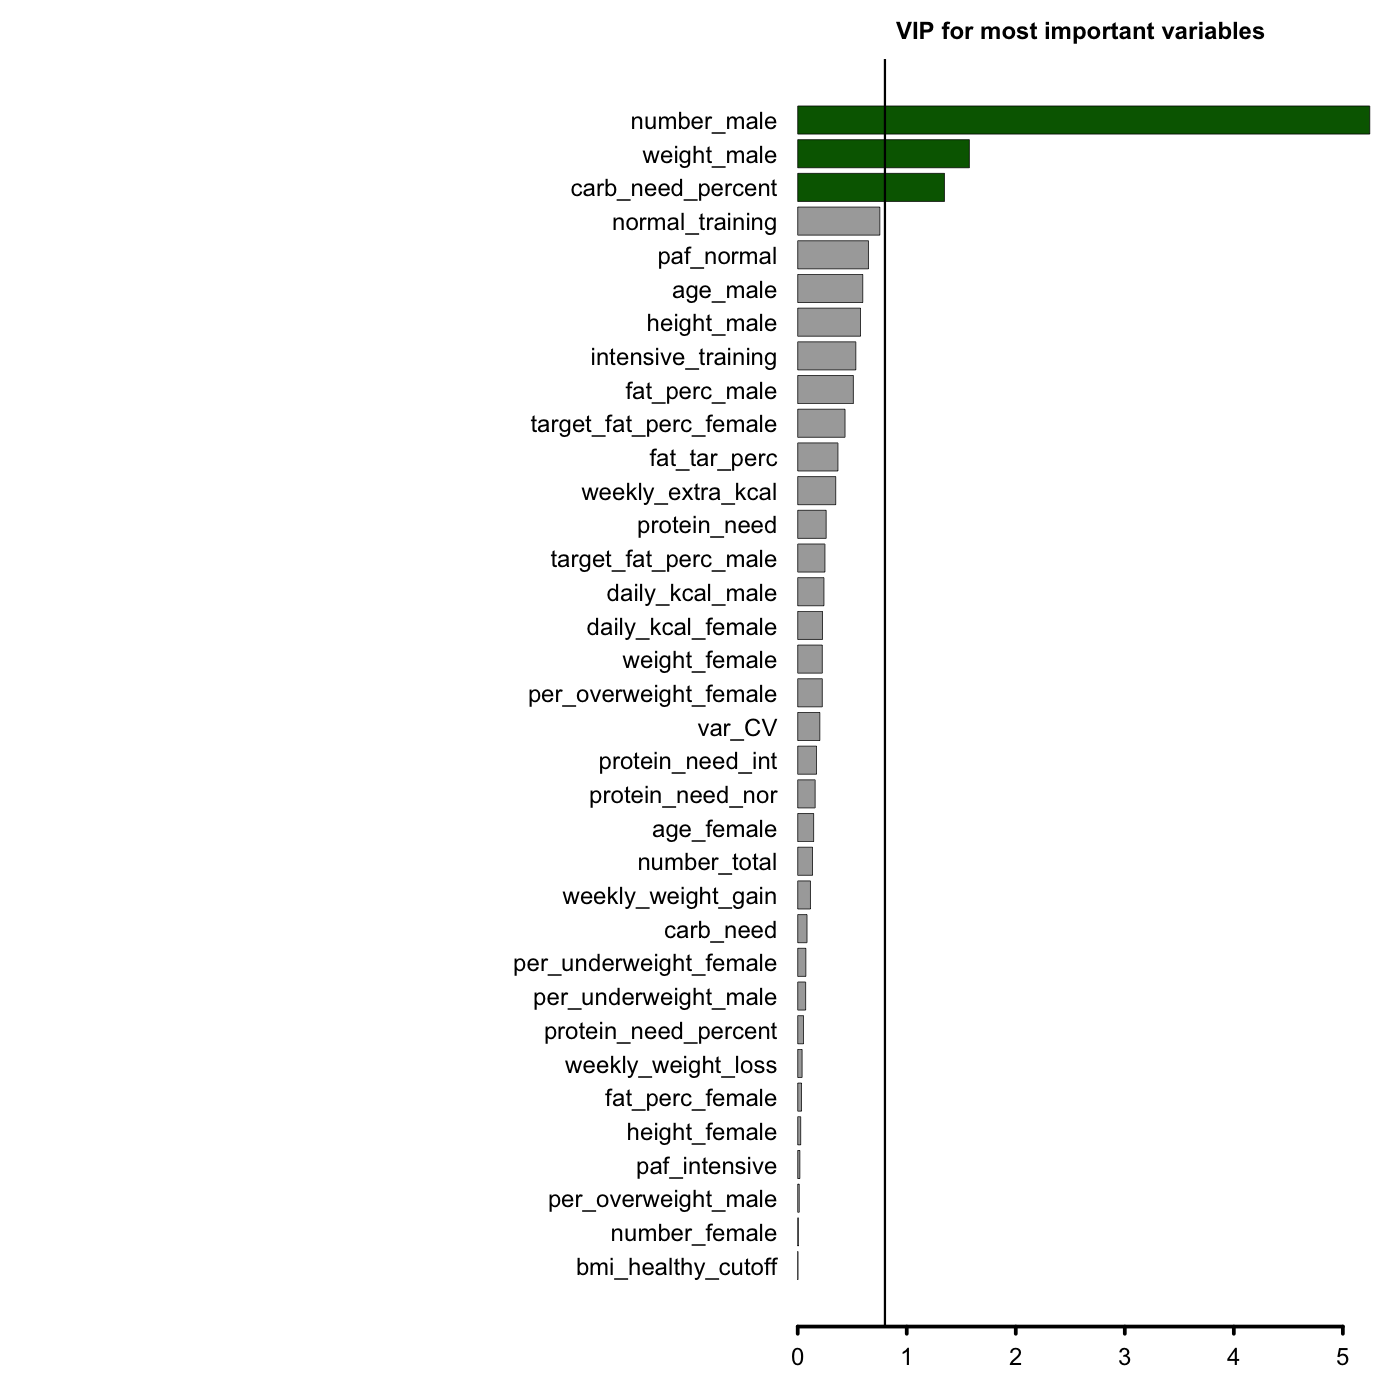 VIP for most important variables
number_male
weight_male
carb_need_percent
normal_training
paf_normal
age_male
height_male
intensive_training
fat_perc_male
target_fat_perc_female
fat_tar_perc
weekly_extra_kcal
protein_need
target_fat_perc_male
daily_kcal_male
daily_kcal_female
weight_female
per_overweight_female
var_CV
protein_need_int
protein_need_nor
age_female
number_total
weekly_weight_gain
carb_need
per_underweight_female
per_underweight_male
protein_need_percent
weekly_weight_loss
fat_perc_female
height_female
paf_intensive
per_overweight_male
number_female
bmi_healthy_cutoff
0 1 2 3 4 5